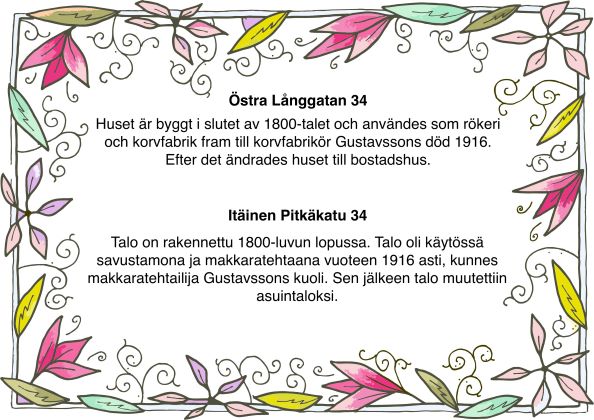 Östra Långgatan 34
Huset är byggt i slutet av 1800-talet och användes som rökeri
och korvfabrik fram till korvfabrikör Gustavssons död 1916.
Efter det ändrades huset till bostadshus.
Itäinen Pitkäkatu 34
Talo on rakennettu 1800-luvun lopussa. Talo oli käytössä
savustamona ja makkaratehtaana vuoteen 1916 asti, kunnes
makkaratehtailija Gustavssons kuoli. Sen jälkeen talo muutettiin
asuintaloksi.